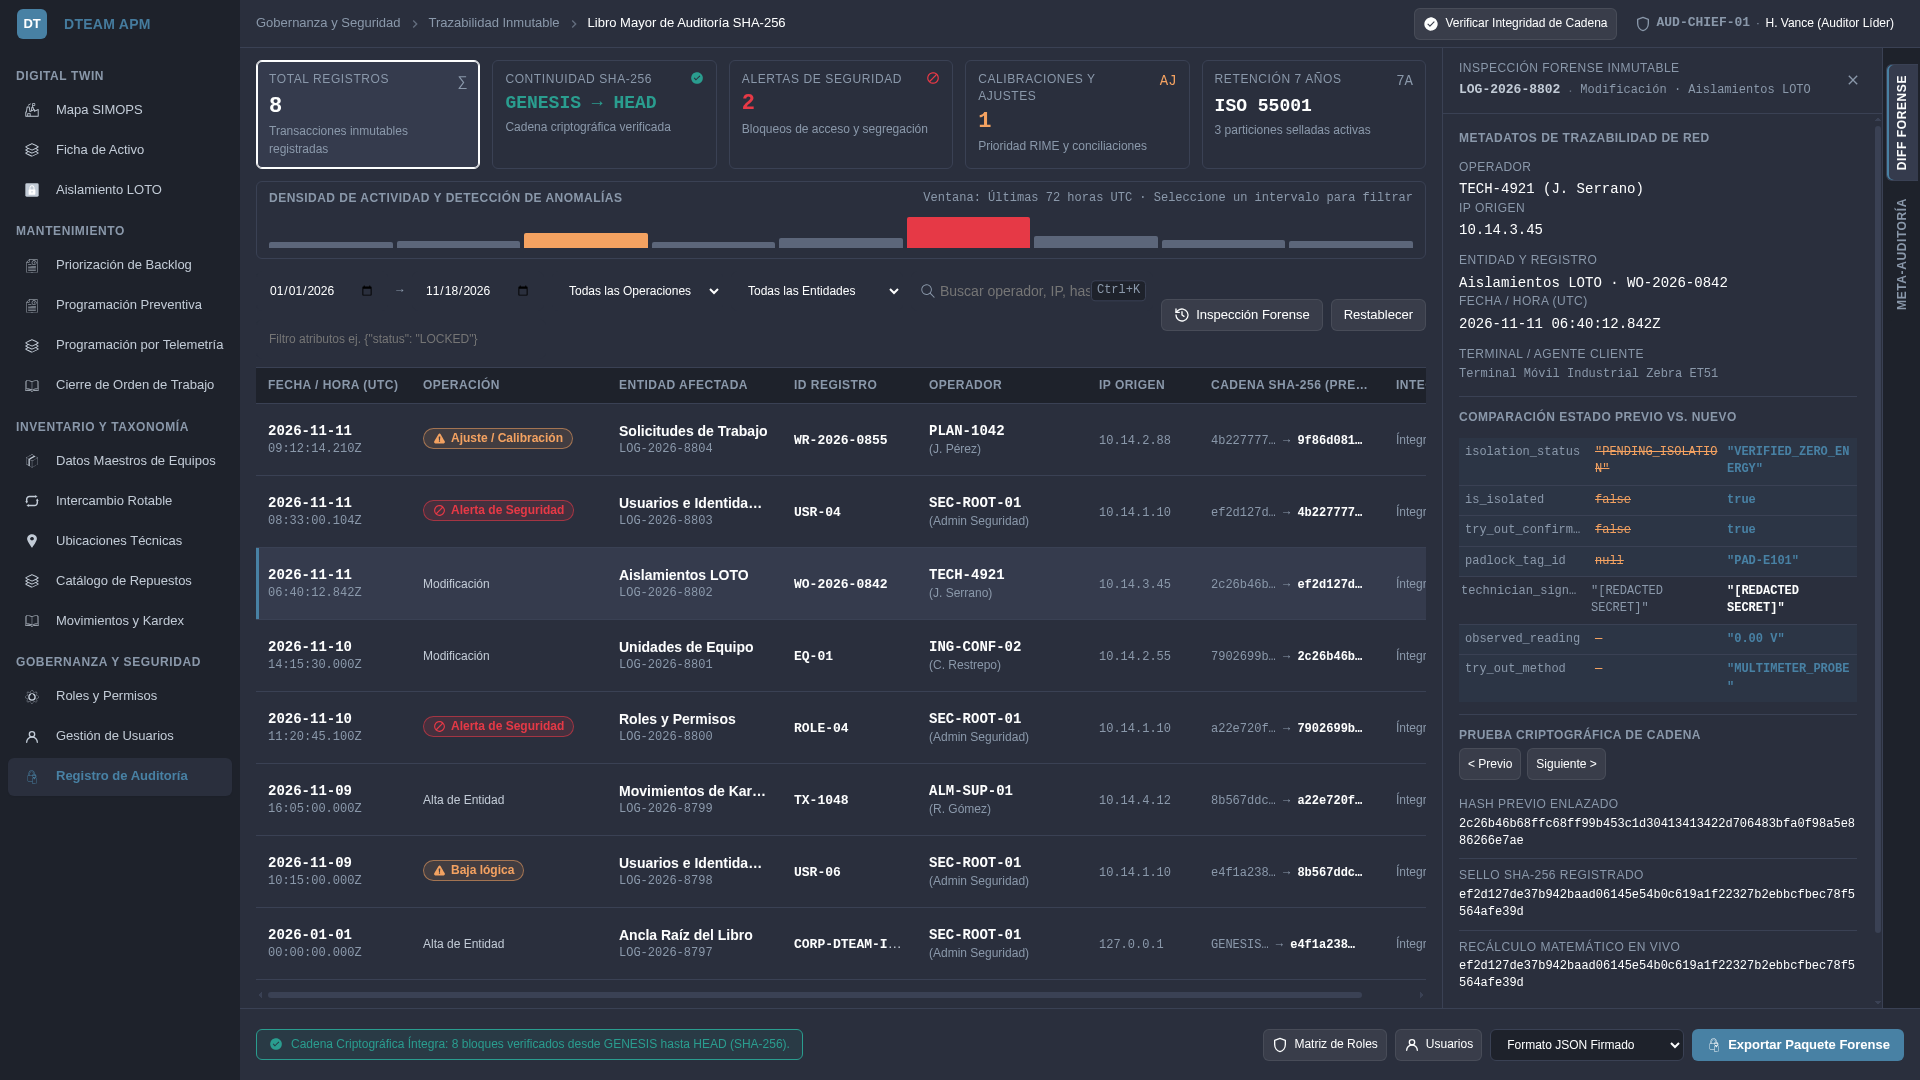 DT
DTEAM APM
DIGITAL TWIN
Mapa SIMOPS
Ficha de Activo
Aislamiento LOTO
MANTENIMIENTO
Priorización de Backlog
Programación Preventiva
Programación por Telemetría
Cierre de Orden de Trabajo
INVENTARIO Y TAXONOMÍA
Datos Maestros de Equipos
Intercambio Rotable
Ubicaciones Técnicas
Catálogo de Repuestos
Movimientos y Kardex
GOBERNANZA Y SEGURIDAD
Roles y Permisos
Gestión de Usuarios
Registro de Auditoría
Gobernanza y Seguridad > Trazabilidad Inmutable > Libro Mayor de Auditoría SHA-256
Verificar Integridad de Cadena
AUD-CHIEF-01 · H. Vance (Auditor Líder)
TOTAL REGISTROS ∑
8
Transacciones inmutables
registradas
CONTINUIDAD SHA-256
GENESIS → HEAD
Cadena criptográfica verificada
ALERTAS DE SEGURIDAD
2
Bloqueos de acceso y segregación
CALIBRACIONES Y
AJUSTES
AJ
1
Prioridad RIME y conciliaciones
RETENCIÓN 7 AÑOS 7A
ISO 55001
3 particiones selladas activas
DENSIDAD DE ACTIVIDAD Y DETECCIÓN DE ANOMALÍAS
Ventana: Últimas 72 horas UTC · Seleccione un intervalo para filtrar
01/01/2026 → 11/18/2026 Todas las Operaciones Todas las Entidades Buscar operador, IP, has Ctrl+K
Inspección Forense Restablecer
Filtro atributos ej. {"status": "LOCKED"}
FECHA / HORA (UTC) OPERACIÓN ENTIDAD AFECTADA ID REGISTRO OPERADOR IP ORIGEN CADENA SHA-256 (PRE… INTE
2026-11-11 Ajuste / Calibración Solicitudes de Trabajo WR-2026-0855 PLAN-1042 10.14.2.88 4b227777… → 9f86d081… Íntegr
09:12:14.210Z LOG-2026-8804 (J. Pérez)
2026-11-11 Alerta de Seguridad Usuarios e Identida… USR-04 SEC-ROOT-01 10.14.1.10 ef2d127d… → 4b227777… Íntegr
08:33:00.104Z LOG-2026-8803 (Admin Seguridad)
2026-11-11 Modificación Aislamientos LOTO WO-2026-0842 TECH-4921 10.14.3.45 2c26b46b… → ef2d127d… Íntegr
06:40:12.842Z LOG-2026-8802 (J. Serrano)
2026-11-10 Modificación Unidades de Equipo EQ-01 ING-CONF-02 10.14.2.55 7902699b… → 2c26b46b… Íntegr
14:15:30.000Z LOG-2026-8801 (C. Restrepo)
2026-11-10 Alerta de Seguridad Roles y Permisos ROLE-04 SEC-ROOT-01 10.14.1.10 a22e720f… → 7902699b… Íntegr
11:20:45.100Z LOG-2026-8800 (Admin Seguridad)
2026-11-09 Alta de Entidad Movimientos de Kar… TX-1048 ALM-SUP-01 10.14.4.12 8b567ddc… → a22e720f… Íntegr
16:05:00.000Z LOG-2026-8799 (R. Gómez)
2026-11-09 Baja lógica Usuarios e Identida… USR-06 SEC-ROOT-01 10.14.1.10 e4f1a238… → 8b567ddc… Íntegr
10:15:00.000Z LOG-2026-8798 (Admin Seguridad)
2026-01-01 Alta de Entidad Ancla Raíz del Libro CORP-DTEAM-I… SEC-ROOT-01 127.0.0.1 GENESIS… → e4f1a238… Íntegr
00:00:00.000Z LOG-2026-8797 (Admin Seguridad)
INSPECCIÓN FORENSE INMUTABLE
LOG-2026-8802 · Modificación · Aislamientos LOTO
METADATOS DE TRAZABILIDAD DE RED
OPERADOR
TECH-4921 (J. Serrano)
IP ORIGEN
10.14.3.45
ENTIDAD Y REGISTRO
Aislamientos LOTO · WO-2026-0842
FECHA / HORA (UTC)
2026-11-11 06:40:12.842Z
TERMINAL / AGENTE CLIENTE
Terminal Móvil Industrial Zebra ET51
COMPARACIÓN ESTADO PREVIO VS. NUEVO
isolation_status "PENDING_ISOLATIO "VERIFIED_ZERO_EN
N" ERGY"
is_isolated false true
try_out_confirm… false true
padlock_tag_id null "PAD-E101"
technician_sign… "[REDACTED "[REDACTED
SECRET]" SECRET]"
observed_reading — "0.00 V"
try_out_method — "MULTIMETER_PROBE
"
PRUEBA CRIPTOGRÁFICA DE CADENA
< Previo Siguiente >
HASH PREVIO ENLAZADO
2c26b46b68ffc68ff99b453c1d30413413422d706483bfa0f98a5e8
86266e7ae
SELLO SHA-256 REGISTRADO
ef2d127de37b942baad06145e54b0c619a1f22327b2ebbcfbec78f5
564afe39d
RECÁLCULO MATEMÁTICO EN VIVO
ef2d127de37b942baad06145e54b0c619a1f22327b2ebbcfbec78f5
564afe39d
DIFF FORENSE
META-AUDITORÍA
Cadena Criptográfica Íntegra: 8 bloques verificados desde GENESIS hasta HEAD (SHA-256).
Matriz de Roles Usuarios Formato JSON Firmado Exportar Paquete Forense